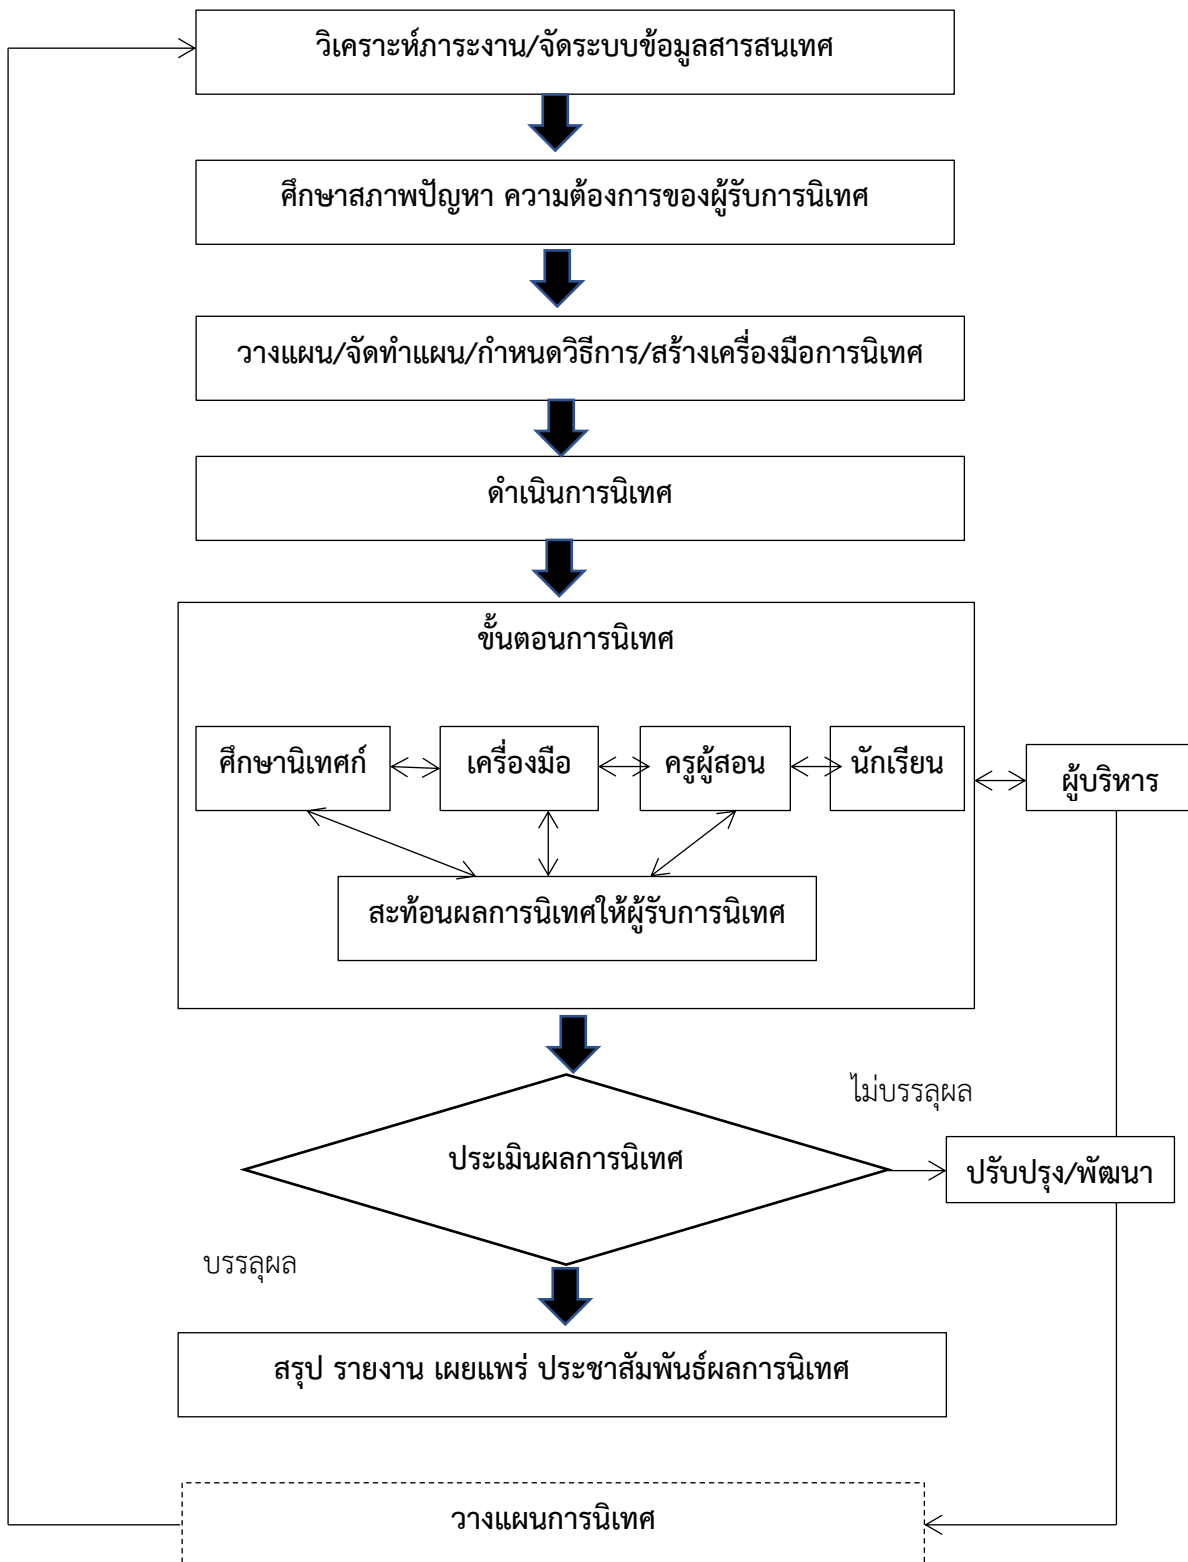 วิเคราะห์ภาระงาน/จัดระบบข้อมูลสารสนเทศ
ศึกษาสภาพปัญหา ความต้องการของผู้รับการนิเทศ
วางแผน/จัดทำแผน/กำหนดวิธีการ/สร้างเครื่องมือการนิเทศ
ดำเนินการนิเทศ
ขั้นตอนการนิเทศ
ศึกษานิเทศก์
เครื่องมือ
ครูผู้สอน
นักเรียน
ผู้บริหาร
สะท้อนผลการนิเทศให้ผู้รับการนิเทศ
ไม่บรรลุผล
ประเมินผลการนิเทศ
ปรับปรุง/พัฒนา
บรรลุผล
สรุป รายงาน เผยแพร่ ประชาสัมพันธ์ผลการนิเทศ
วางแผนการนิเทศ